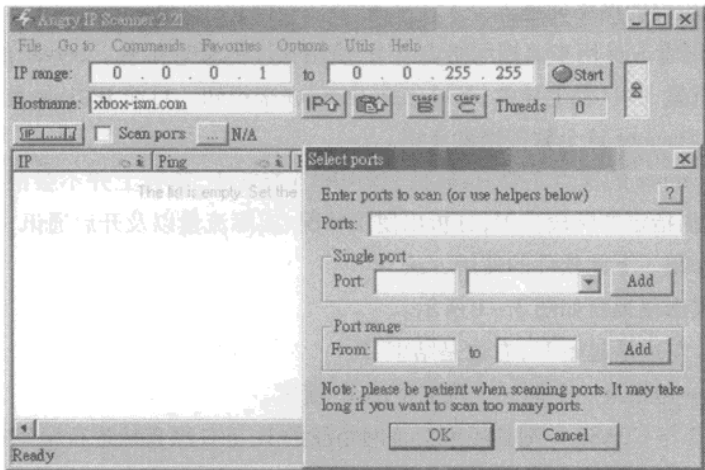 Angry IP Scanner 2.21
File Go to Commands Favorites Options Utils Help
IP range: 0 . 0 . 0 . 1 to 0 . 0 . 255 . 255 Start
Hostname: xbox-ism.com IP CLASS B CLASS C Threads 0
IP Scan ports ... N/A
IP Ping
The list is empty. Set the
Select ports
Enter ports to scan (or use helpers below) ?
Ports:
Single port
Port: Add
Port range
From: to Add
Note: please be patient when scanning ports. It may take
long if you want to scan too many ports.
OK Cancel
Ready